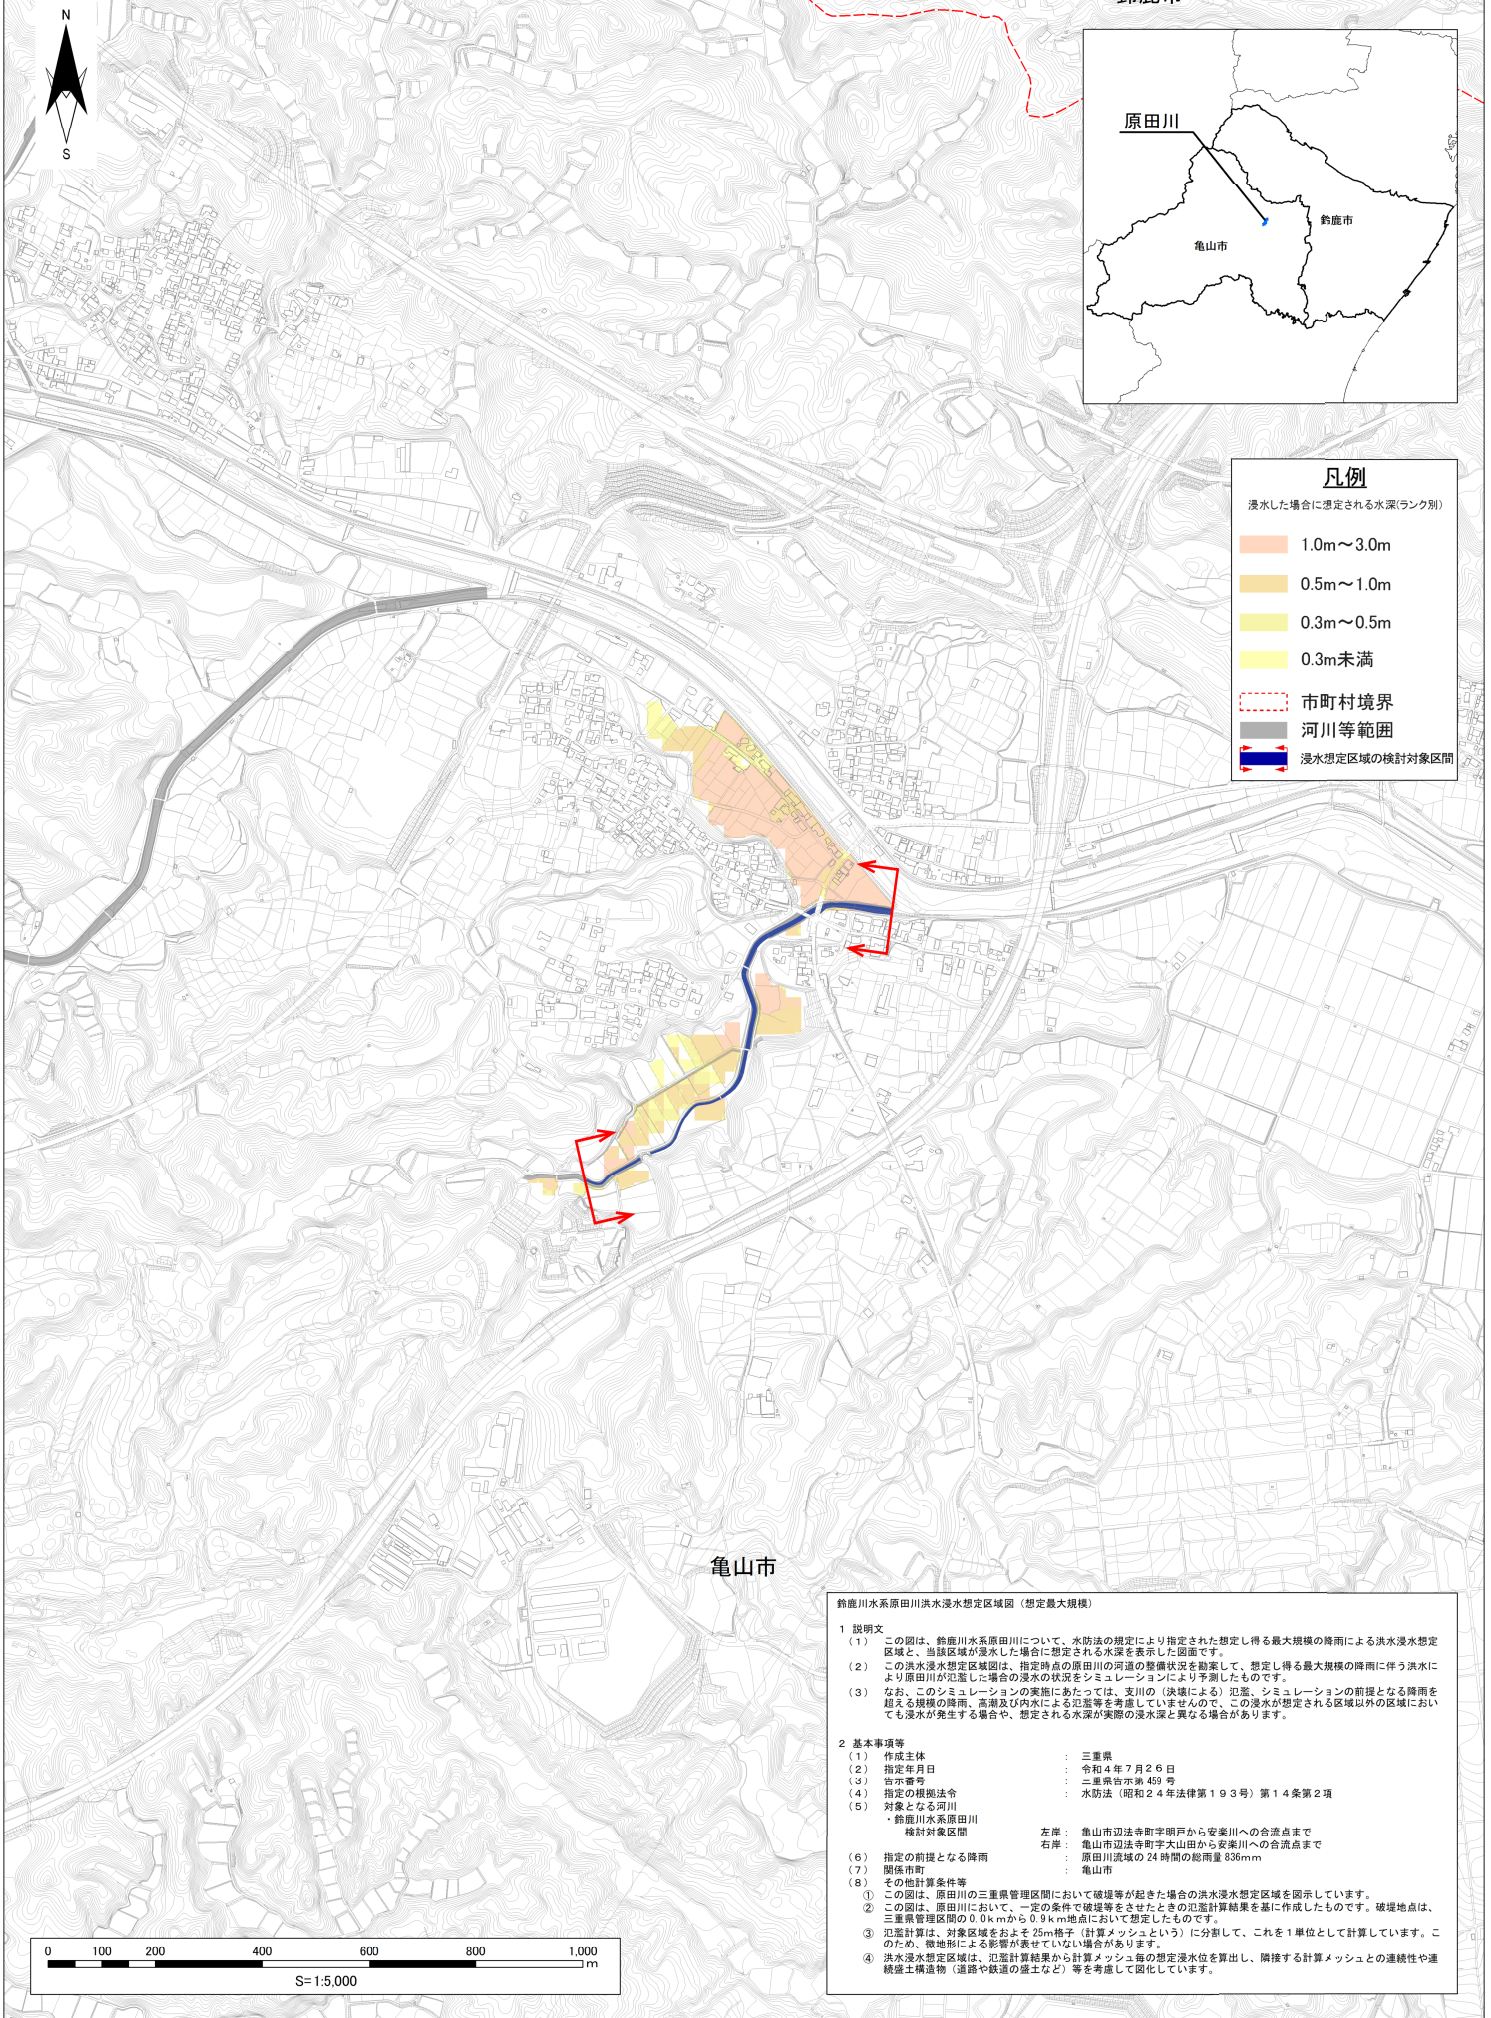 N
S
原田川
亀山市
鈴鹿市
凡例
浸水した場合に想定される水深(ランク別)
1.0m～3.0m
0.5m～1.0m
0.3m～0.5m
0.3m未満
市町村境界
河川等範囲
浸水想定区域の検討対象区間
亀山市
鈴鹿川水系原田川洪水浸水想定区域図（想定最大規模）
1 説明文
（1） この図は、鈴鹿川水系原田川について、水防法の規定により指定された想定し得る最大規模の降雨による洪水浸水想定
区域と、当該区域が浸水した場合に想定される水深を表示した図面です。
（2） この洪水浸水想定区域図は、指定時点の原田川の河道の整備状況を勘案して、想定し得る最大規模の降雨に伴う洪水に
より原田川が氾濫した場合の浸水の状況をシミュレーションにより予測したものです。
（3） なお、このシミュレーションの実施にあたっては、支川の（決壊による）氾濫、シミュレーションの前提となる降雨を
超える規模の降雨、高潮及び内水による氾濫等を考慮していませんので、この浸水が想定される区域以外の区域におい
ても浸水が発生する場合や、想定される水深が実際の浸水深と異なる場合があります。
2 基本事項等
（1） 作成主体 ： 三重県
（2） 指定年月日 ： 令和４年７月２６日
（3） 告示番号 ： 三重県告示第 459 号
（4） 指定の根拠法令 ： 水防法（昭和２４年法律第１９３号）第１４条第２項
（5） 対象となる河川
・鈴鹿川水系原田川
検討対象区間 左岸： 亀山市辺法寺町字明戸から安楽川への合流点まで
右岸： 亀山市辺法寺町字大山田から安楽川への合流点まで
（6） 指定の前提となる降雨 ： 原田川流域の 24 時間の総雨量 836mm
（7） 関係市町 ： 亀山市
（8） その他計算条件等
① この図は、原田川の三重県管理区間において破堤等が起きた場合の洪水浸水想定区域を図示しています。
② この図は、原田川において、一定の条件で破堤等をさせたときの氾濫計算結果を基に作成したものです。破堤地点は、
三重県管理区間の０.０ｋｍから０.９ｋｍ地点において想定したものです。
③ 氾濫計算は、対象区域をおよそ 25m 格子（計算メッシュという）に分割して、これを１単位として計算しています。こ
のため、微地形による影響が表せていない場合があります。
④ 洪水浸水想定区域は、氾濫計算結果から計算メッシュ毎の想定浸水位を算出し、隣接する計算メッシュとの連続性や連
続盛土構造物（道路や鉄道の盛土など）等を考慮して図化しています。
0 100 200 400 600 800 1,000
m
S=1:5,000